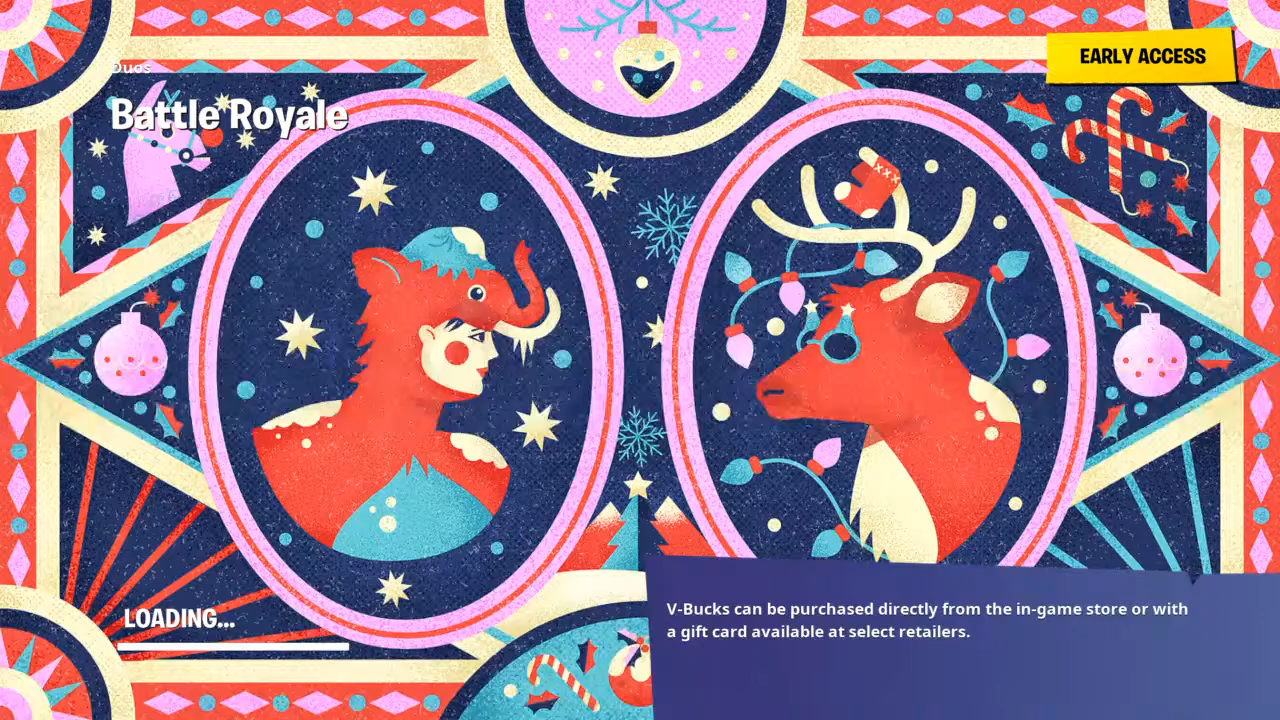 Duos
Battle Royale
EARLY ACCESS
LOADING...
V-Bucks can be purchased directly from the in-game store or with
a gift card available at select retailers.